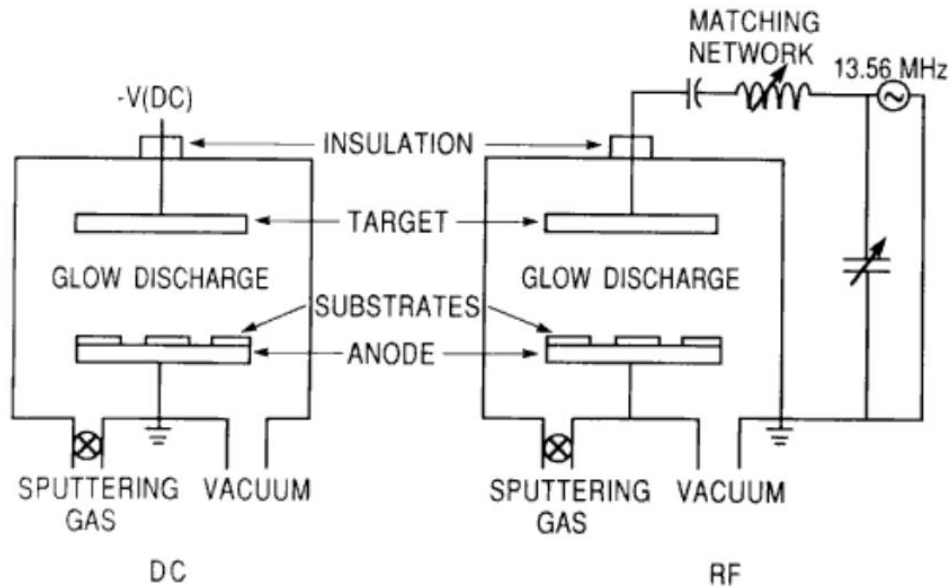 MATCHING
NETWORK
13.56 MHz
-V(DC)
INSULATION
TARGET
GLOW DISCHARGE
GLOW DISCHARGE
SUBSTRATES
ANODE
SPUTTERING
GAS
VACUUM
SPUTTERING
GAS
VACUUM
DC
RF